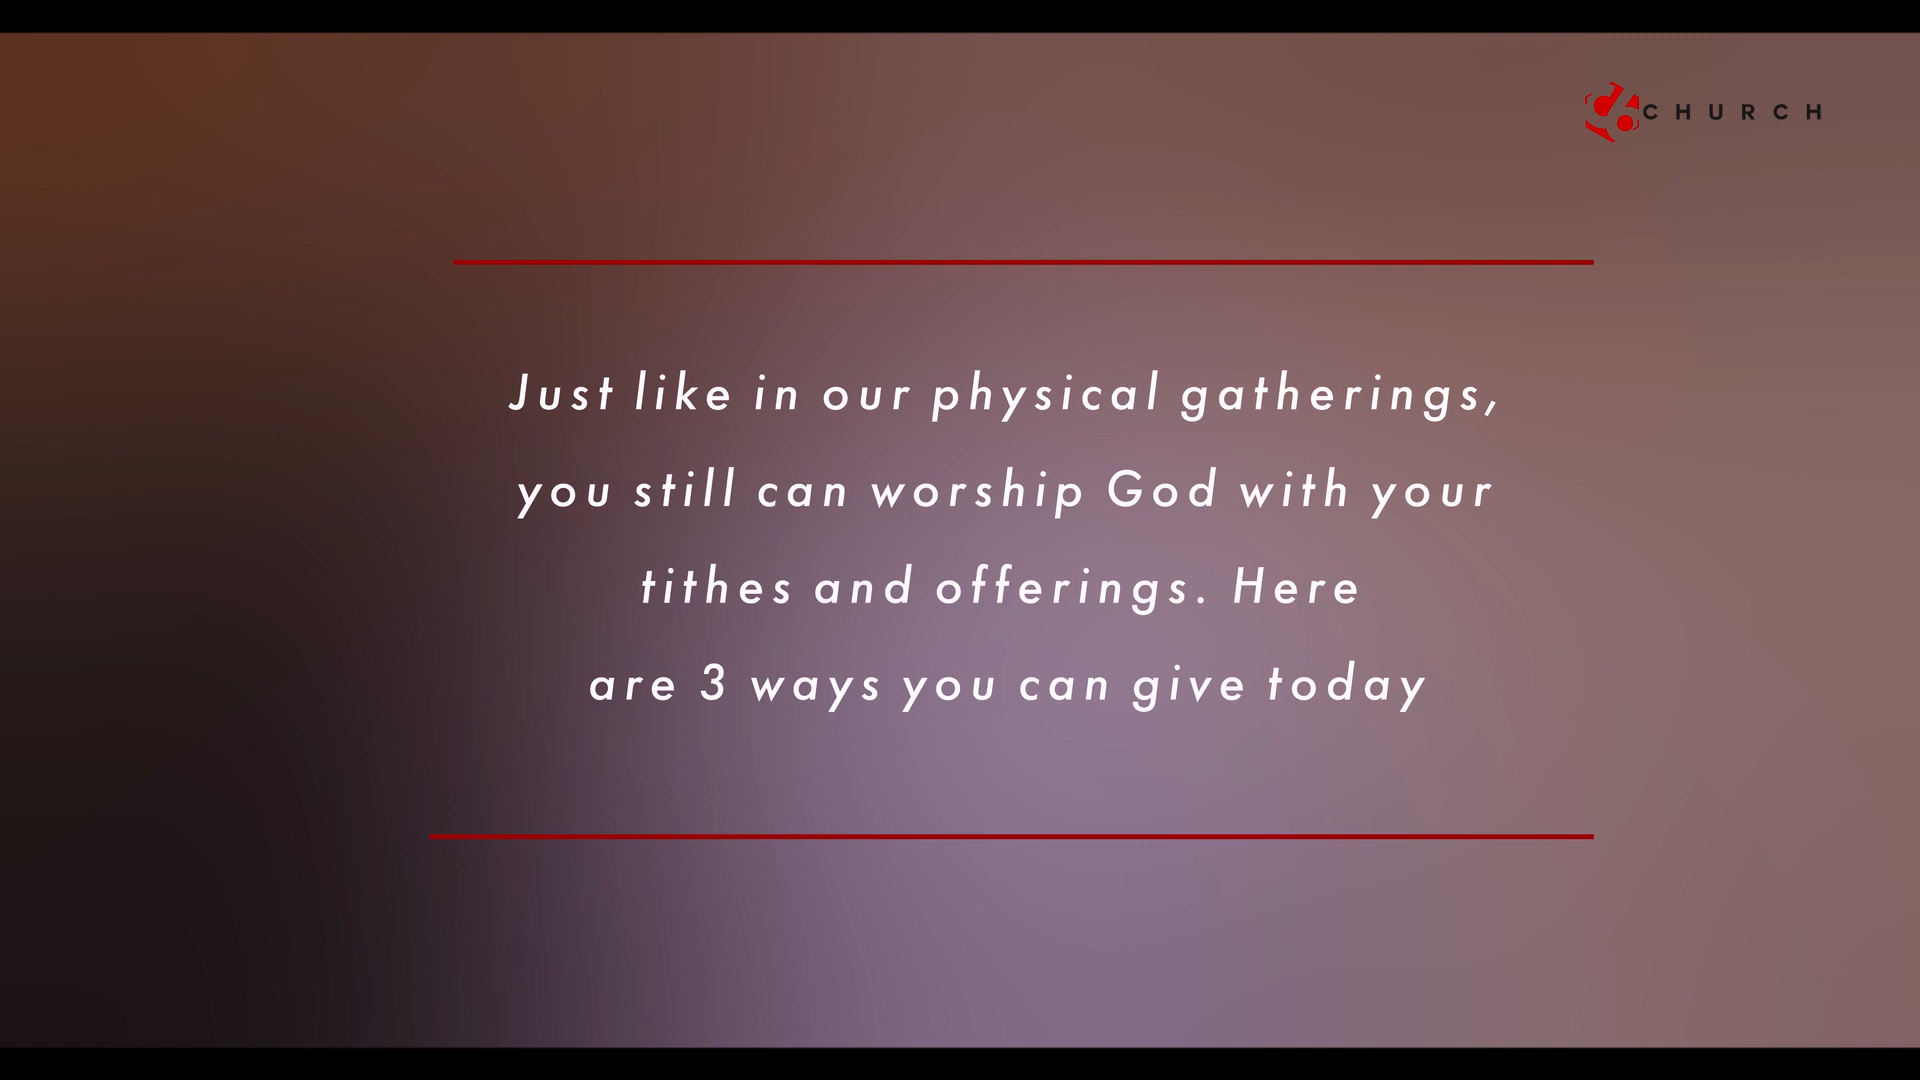 CHURCH
Just like in our physical gatherings,
you still can worship God with your
tithes and offerings. Here
are 3 ways you can give today